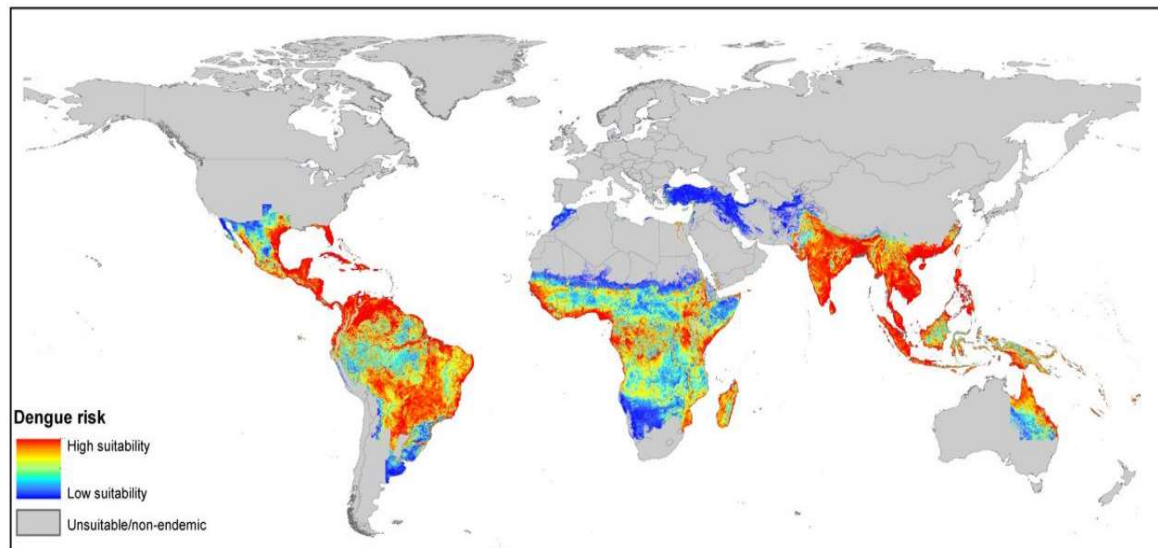 Dengue risk
High suitability
Low suitability
Unsuitable/non-endemic